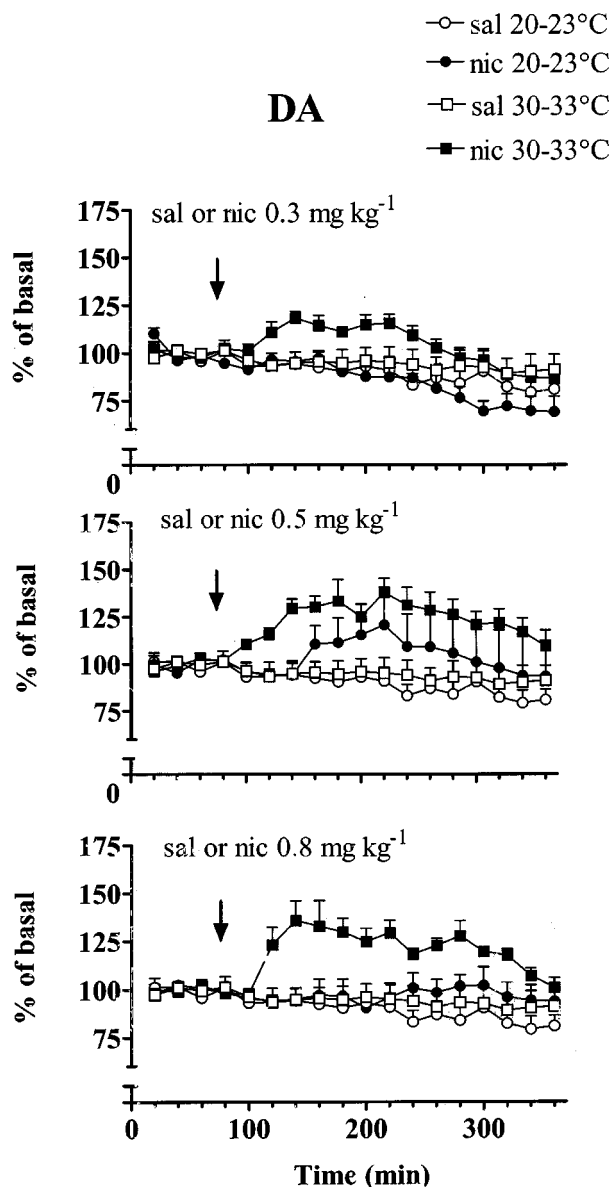 sal 20-23°C
nic 20-23°C
sal 30-33°C
nic 30-33°C
DA
sal or nic 0.3 mg kg⁻¹
175
150
125
100
75
0
% of basal
sal or nic 0.5 mg kg⁻¹
175
150
125
100
75
0
0
% of basal
sal or nic 0.8 mg kg⁻¹
175
150
125
100
75
0
% of basal
0
100
200
300
Time (min)